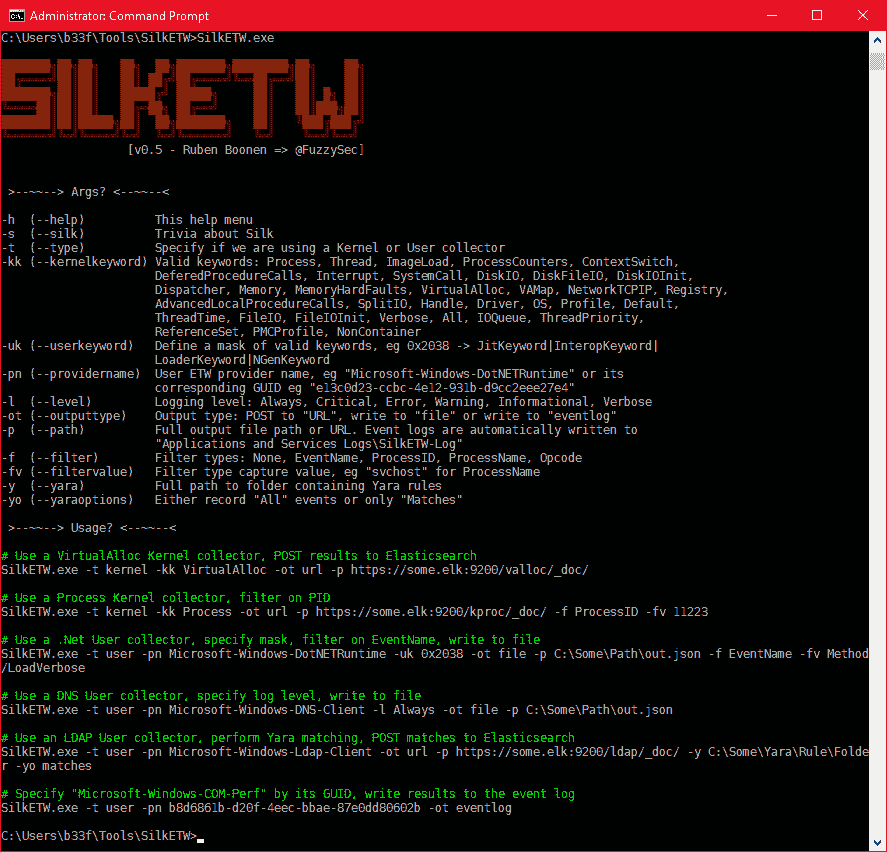 Administrator: Command Prompt
C:\Users\b33f\Tools\SilkETW>SilkETW.exe
SILKETW
[v0.5 - Ruben Boonen => @FuzzySec]
>--~~--> Args? <--~~--<
-h (--help) This help menu
-s (--silk) Trivia about Silk
-t (--type) Specify if we are using a Kernel or User collector
-kk (--kernelkeyword) Valid keywords: Process, Thread, ImageLoad, ProcessCounters, ContextSwitch,
DeferedProcedureCalls, Interrupt, SystemCall, DiskIO, DiskFileIO, DiskIOInit,
Dispatcher, Memory, MemoryHardFaults, VirtualAlloc, VAMap, NetworkTCPIP, Registry,
AdvancedLocalProcedureCalls, SplitIO, Handle, Driver, OS, Profile, Default,
ThreadTime, FileIO, FileIOInit, Verbose, All, IOQueue, ThreadPriority,
ReferenceSet, PMCProfile, NonContainer
-uk (--userkeyword) Define a mask of valid keywords, eg 0x2038 -> JitKeyword|InteropKeyword|
LoaderKeyword|NGenKeyword
-pn (--providername) User ETW provider name, eg "Microsoft-Windows-DotNETRuntime" or its
corresponding GUID eg "e13c0d23-ccbc-4e12-931b-d9cc2eee27e4"
-l (--level) Logging level: Always, Critical, Error, Warning, Informational, Verbose
-ot (--outputtype) Output type: POST to "URL", write to "file" or write to "eventlog"
-p (--path) Full output file path or URL. Event logs are automatically written to
"Applications and Services Logs\SilkETW-Log"
-f (--filter) Filter types: None, EventName, ProcessID, ProcessName, Opcode
-fv (--filtervalue) Filter type capture value, eg "svchost" for ProcessName
-y (--yara) Full path to folder containing Yara rules
-yo (--yaraoptions) Either record "All" events or only "Matches"
>--~~--> Usage? <--~~--<
# Use a VirtualAlloc Kernel collector, POST results to Elasticsearch
SilkETW.exe -t kernel -kk VirtualAlloc -ot url -p https://some.elk:9200/valloc/_doc/
# Use a Process Kernel collector, filter on PID
SilkETW.exe -t kernel -kk Process -ot url -p https://some.elk:9200/kproc/_doc/ -f ProcessID -fv 11223
# Use a .Net User collector, specify mask, filter on EventName, write to file
SilkETW.exe -t user -pn Microsoft-Windows-DotNETRuntime -uk 0x2038 -ot file -p C:\Some\Path\out.json -f EventName -fv Method
/LoadVerbose
# Use a DNS User collector, specify log level, write to file
SilkETW.exe -t user -pn Microsoft-Windows-DNS-Client -l Always -ot file -p C:\Some\Path\out.json
# Use an LDAP User collector, perform Yara matching, POST matches to Elasticsearch
SilkETW.exe -t user -pn Microsoft-Windows-Ldap-Client -ot url -p https://some.elk:9200/ldap/_doc/ -y C:\Some\Yara\Rule\Folde
r -yo matches
# Specify "Microsoft-Windows-COM-Perf" by its GUID, write results to the event log
SilkETW.exe -t user -pn b8d6861b-d20f-4eec-bbae-87e0dd80602b -ot eventlog
C:\Users\b33f\Tools\SilkETW>